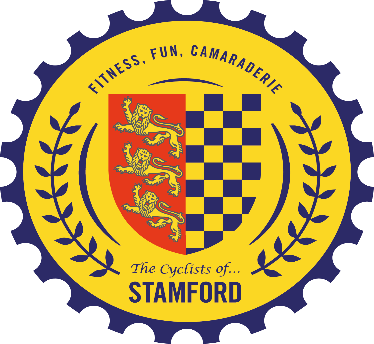 FITNESS, FUN, CAMARADERIE
The Cyclists of...
STAMFORD